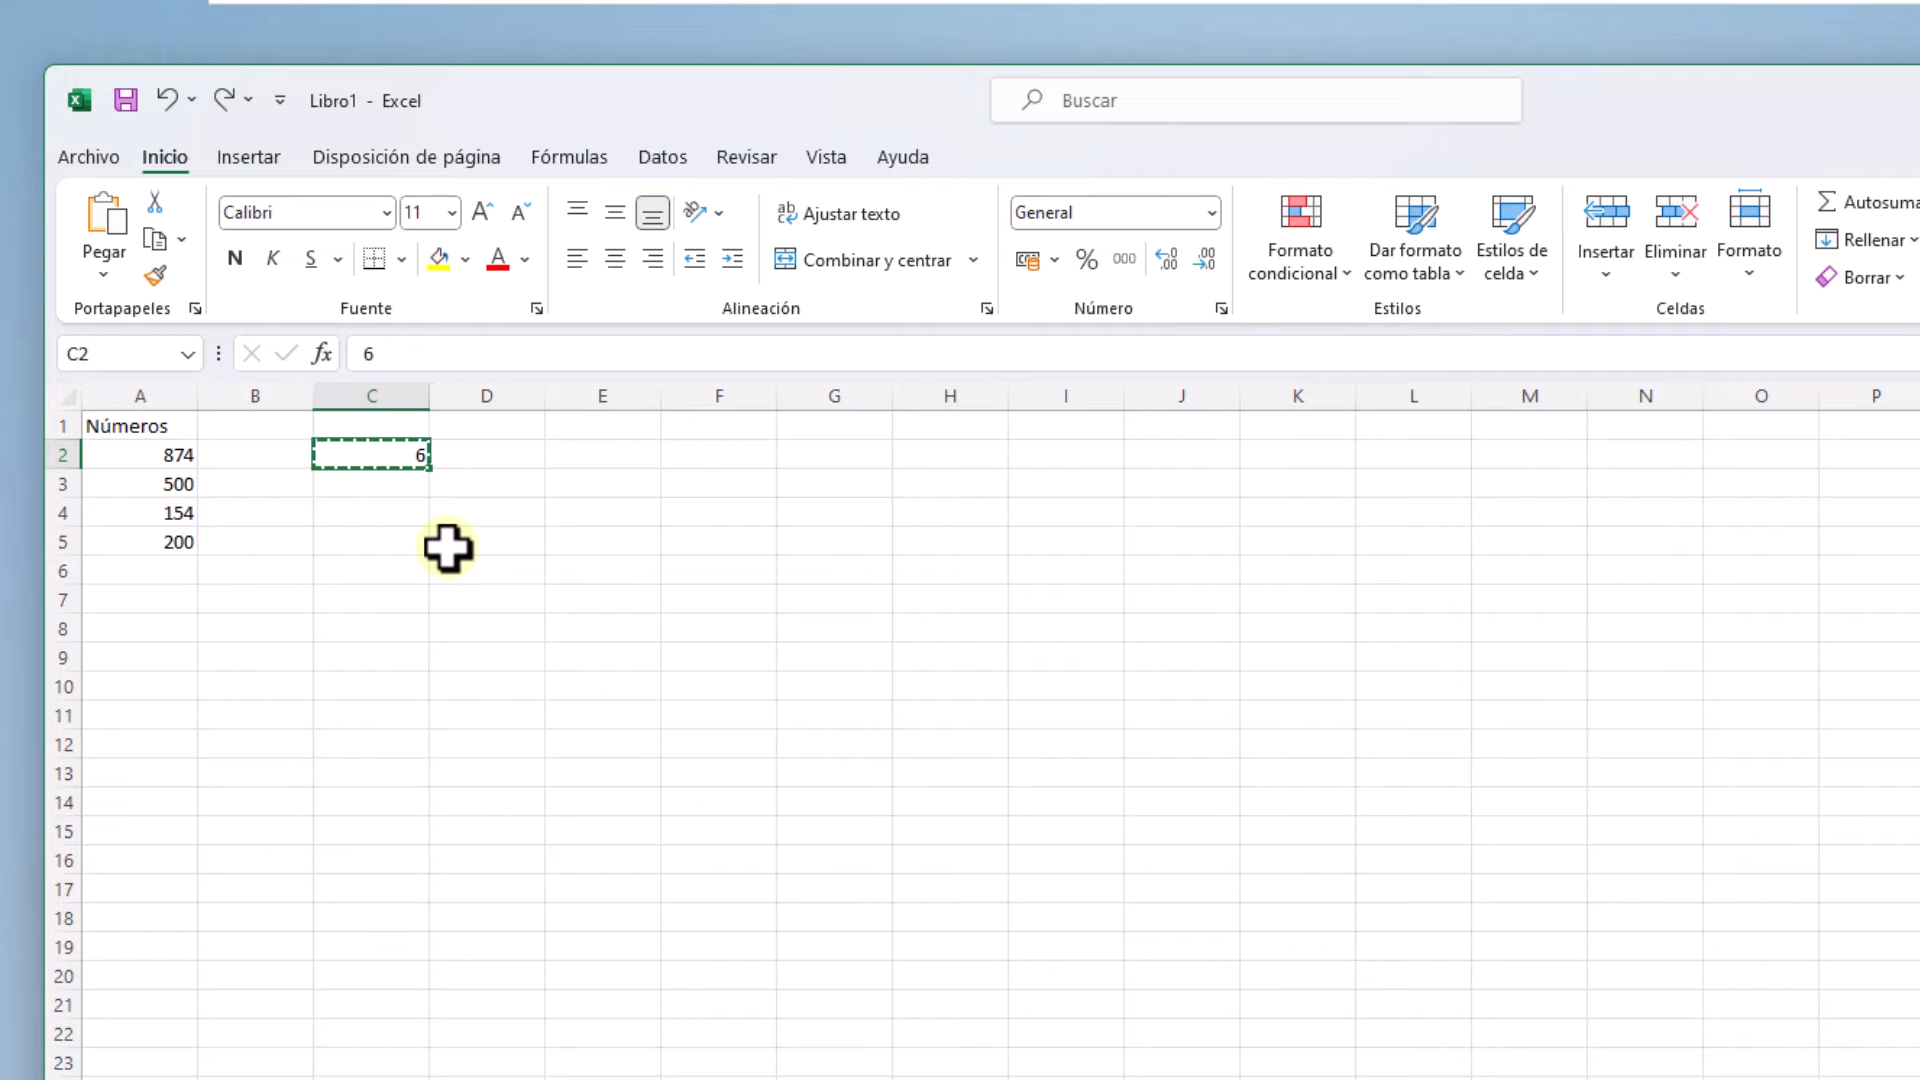 Libro1 - Excel
Buscar
Archivo Inicio Insertar Disposición de página Fórmulas Datos Revisar Vista Ayuda
Pegar
Portapapeles
Calibri 11
N K S
Fuente
Ajustar texto
Combinar y centrar
Alineación
General
% 000
Número
Formato condicional
Dar formato como tabla
Estilos de celda
Estilos
Insertar Eliminar Formato
Celdas
Autosuma
Rellenar
Borrar
C2 fx 6
A B C D E F G H I J K L M N O P
1 Números
2 874 6
3 500
4 154
5 200
6
7
8
9
10
11
12
13
14
15
16
17
18
19
20
21
22
23